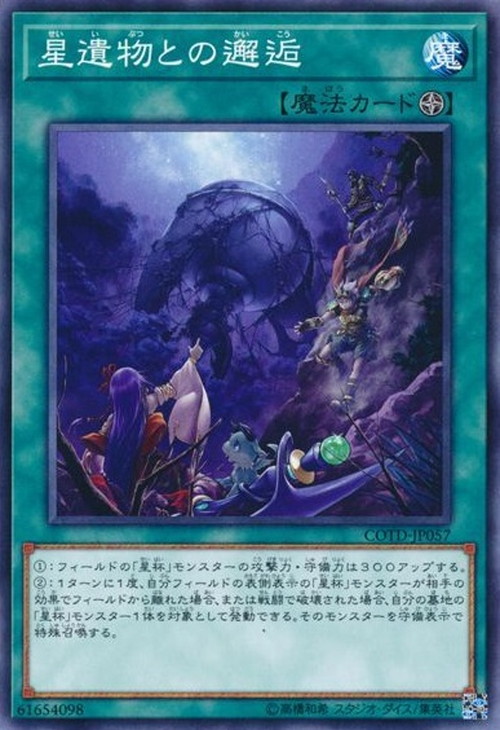 星遺物との邂逅
魔
【魔法カード】
COTD-JP057
①：フィールドの「星杯」モンスターの攻撃力・守備力は３００アップする。
②：１ターンに１度、自分フィールドの表側表示の「星杯」モンスターが相手の
効果でフィールドから離れた場合、または戦闘で破壊された場合、自分の墓地の
「星杯」モンスター１体を対象として発動できる。そのモンスターを守備表示で
特殊召喚する。
61654098
©高橋和希 スタジオ・ダイス/集英社